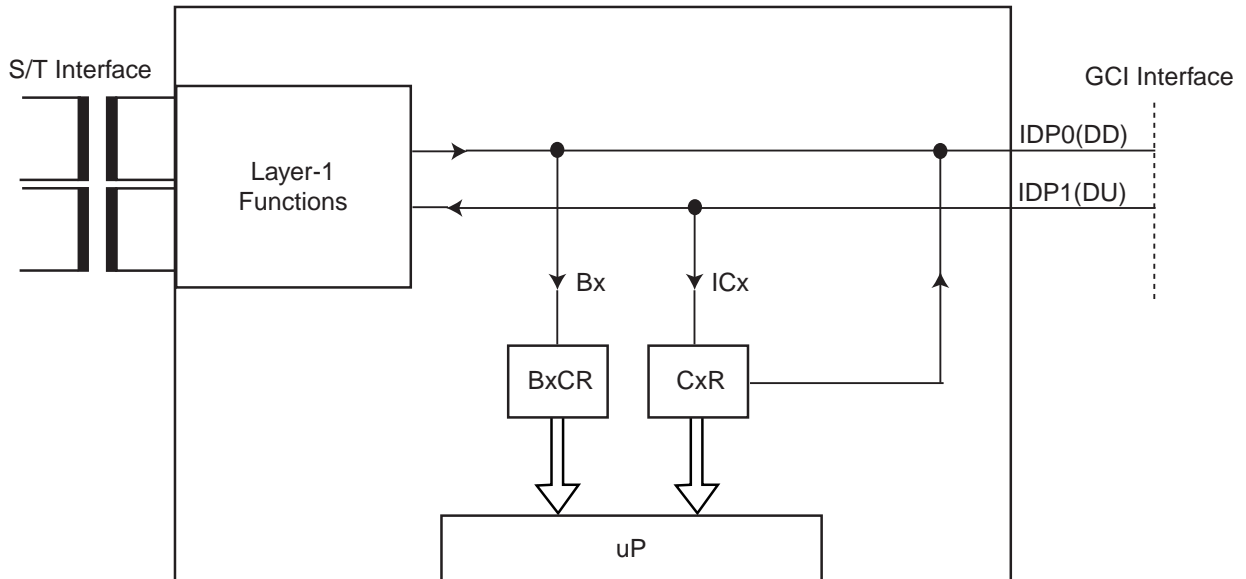 S/T Interface
GCI Interface
IDP0(DD)
Layer-1
Functions
IDP1(DU)
Bx
ICx
BxCR
CxR
uP